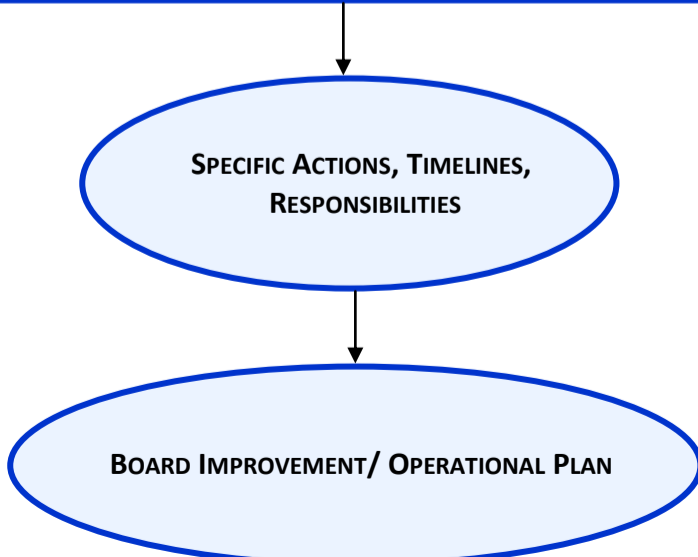 Specific Actions, Timelines,
Responsibilities
Board Improvement/ Operational Plan